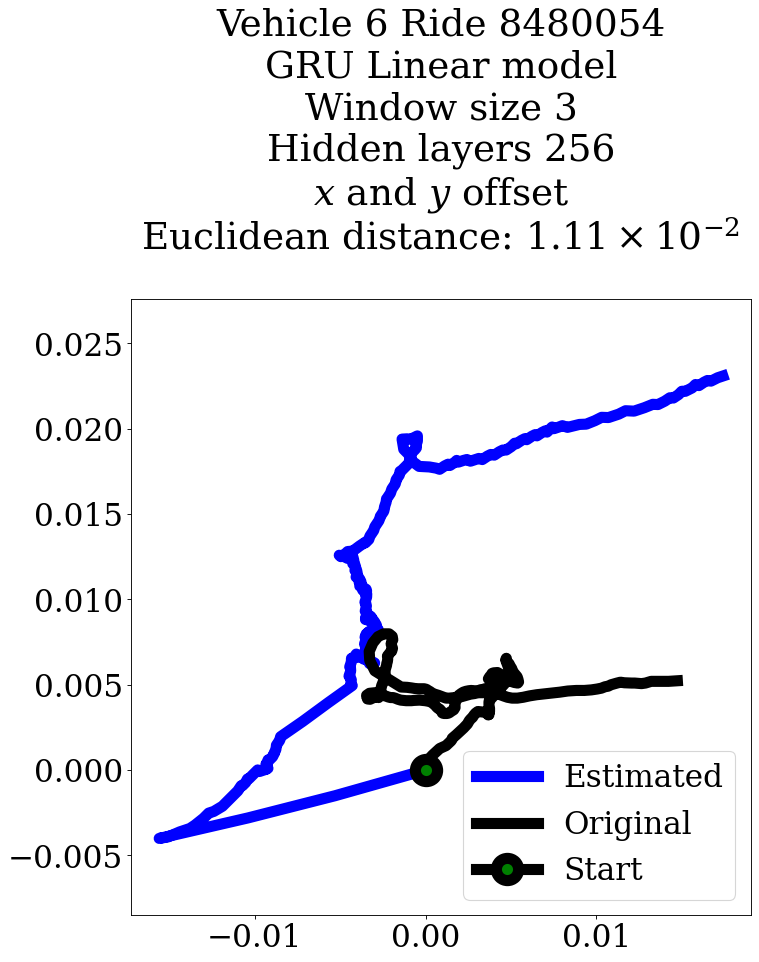 Vehicle 6 Ride 8480054
GRU Linear model
Window size 3
Hidden layers 256
x and y offset
Euclidean distance: 1.11 × 10⁻²
0.025
0.020
0.015
0.010
0.005
0.000
−0.005
Estimated
Original
Start
−0.01 0.00 0.01